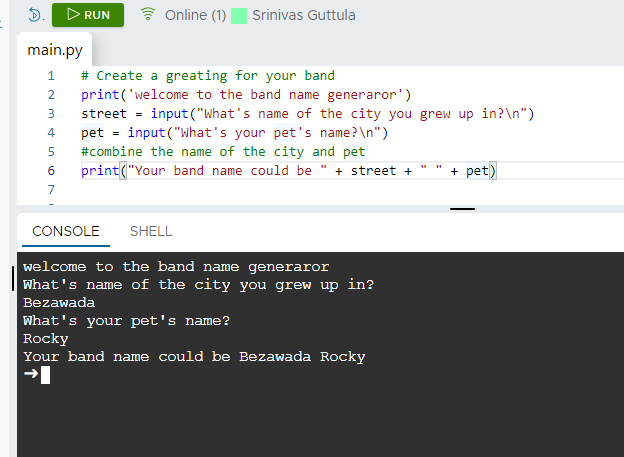 RUN Online (1) Srinivas Guttula
main.py
1 # Create a greating for your band
2 print('welcome to the band name generaror')
3 street = input("What's name of the city you grew up in?\n")
4 pet = input("What's your pet's name?\n")
5 #combine the name of the city and pet
6 print("Your band name could be " + street + " " + pet)
7
CONSOLE SHELL
welcome to the band name generaror
What's name of the city you grew up in?
Bezawada
What's your pet's name?
Rocky
Your band name could be Bezawada Rocky
➜